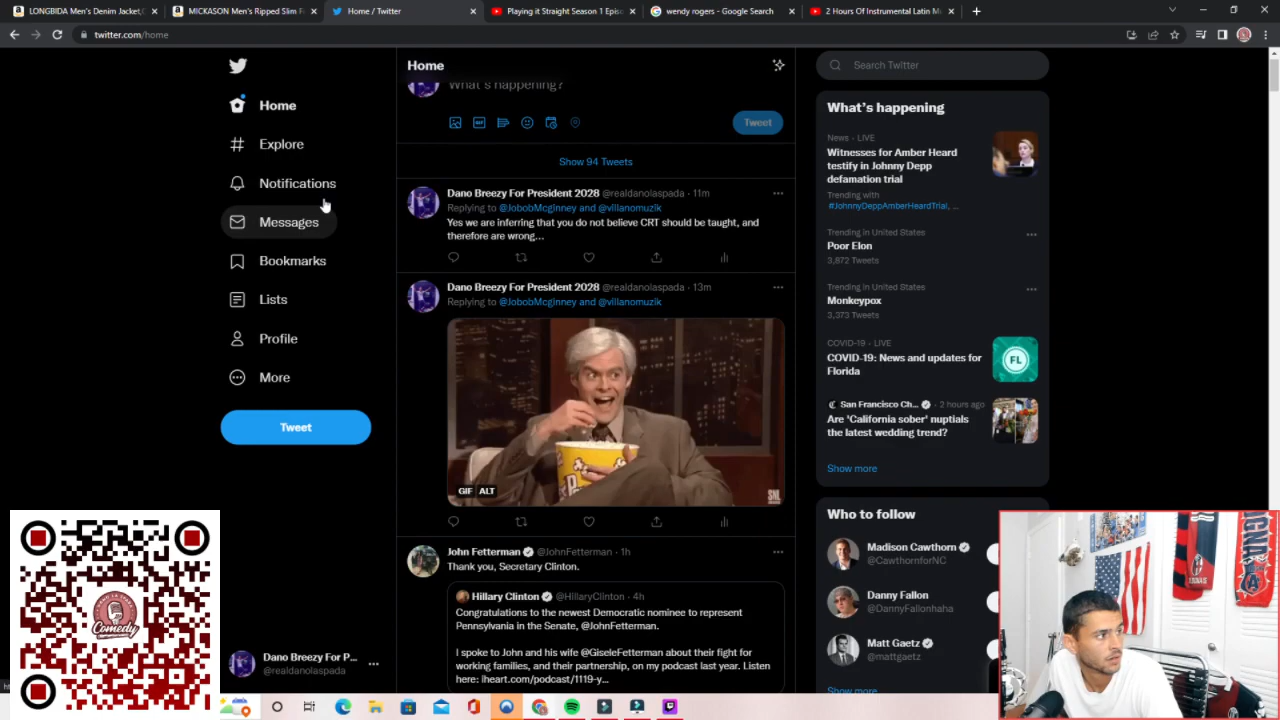 LONGBIDA Men's Denim Jacket,C
MICKASON Men's Ripped Slim F
Home / Twitter
Playing it Straight Season 1 Episo
wendy rogers - Google Search
2 Hours Of Instrumental Latin M
twitter.com/home
Home
Search Twitter
Home
Explore
Notifications
Messages
Bookmarks
Lists
Profile
More
Tweet
Dano Breezy For P...
@realdanolaspada
What's happening?
GIF
Tweet
Show 94 Tweets
Dano Breezy For President 2028 @realdanolaspada · 11m
Replying to @JobobMcginney and @villanomuzik
Yes we are inferring that you do not believe CRT should be taught, and
therefore are wrong...
Dano Breezy For President 2028 @realdanolaspada · 13m
Replying to @JobobMcginney and @villanomuzik
GIF ALT
SNL
John Fetterman @JohnFetterman · 1h
Thank you, Secretary Clinton.
Hillary Clinton @HillaryClinton · 4h
Congratulations to the newest Democratic nominee to represent
Pennsylvania in the Senate, @JohnFetterman.
I spoke to John and his wife @GiseleFetterman about their fight for
working families, and their partnership, on my podcast last year. Listen
here: iheart.com/podcast/1119-y...
What's happening
News · LIVE
Witnesses for Amber Heard
testify in Johnny Depp
defamation trial
Trending with
#JohnnyDeppAmberHeardTrial, ...
Trending in United States
Poor Elon
3,872 Tweets
Trending in United States
Monkeypox
3,373 Tweets
COVID-19 · LIVE
COVID-19: News and updates for
Florida
FL
San Francisco Ch... · 2 hours ago
Are 'California sober' nuptials
the latest wedding trend?
Show more
Who to follow
Madison Cawthorn
@CawthornforNC
Danny Fallon
@DannyFallonhaha
Matt Gaetz
@mattgaetz
Show more
Comedy